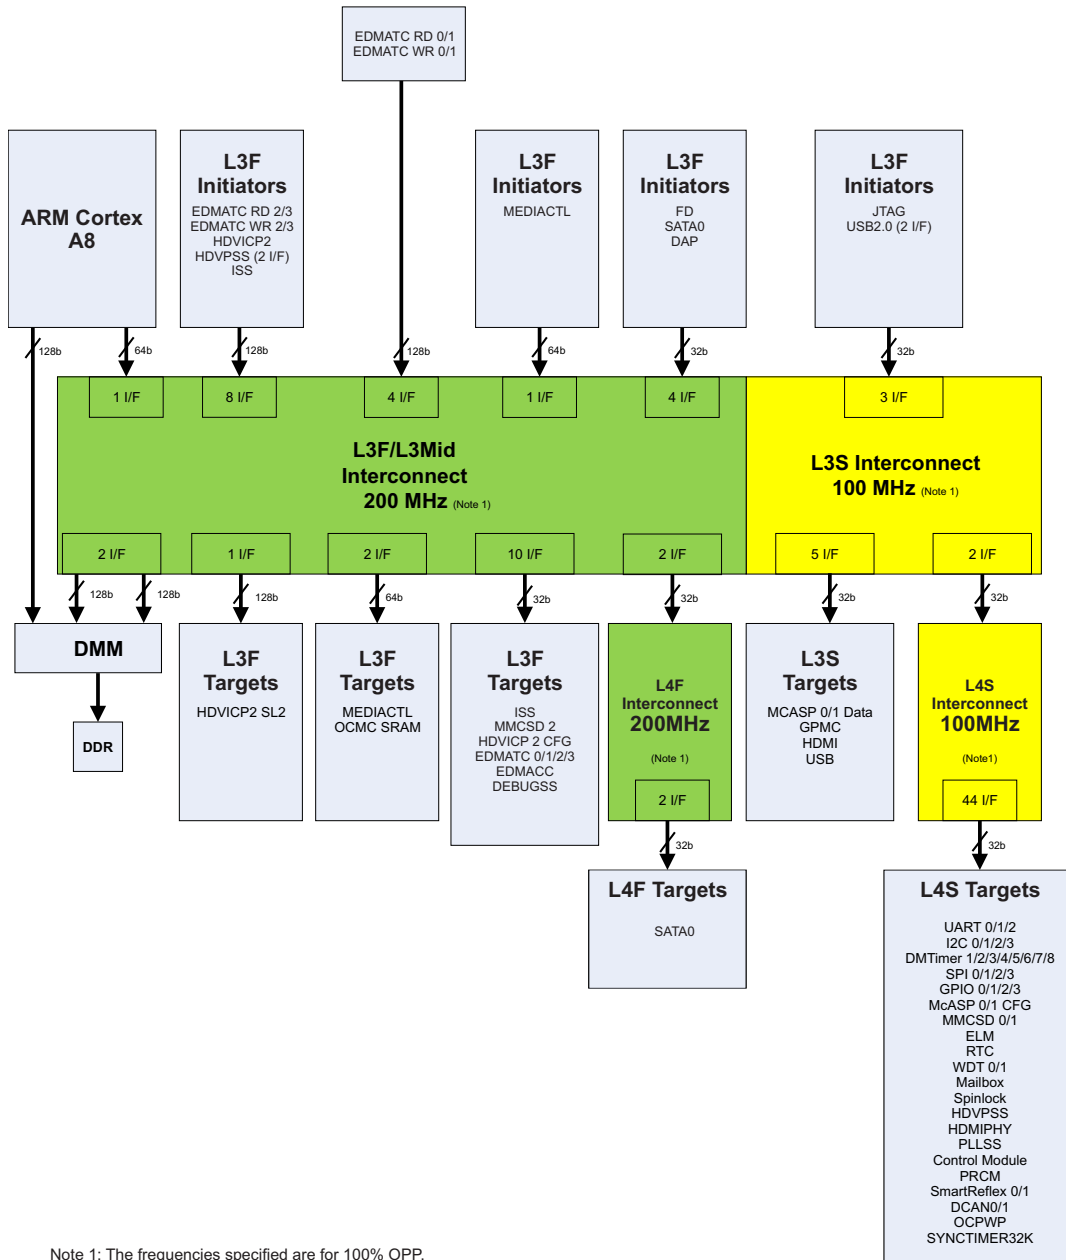 EDMATC RD 0/1
EDMATC WR 0/1
ARM Cortex
A8
L3F
Initiators
EDMATC RD 2/3
EDMATC WR 2/3
HDVICP2
HDVPSS (2 I/F)
ISS
L3F
Initiators
MEDIACTL
L3F
Initiators
FD
SATA0
DAP
L3F
Initiators
JTAG
USB2.0 (2 I/F)
128b
64b
128b
128b
64b
32b
32b
1 I/F
8 I/F
4 I/F
1 I/F
4 I/F
3 I/F
L3F/L3Mid
Interconnect
200 MHz (Note 1)
L3S Interconnect
100 MHz (Note 1)
2 I/F
1 I/F
2 I/F
10 I/F
2 I/F
5 I/F
2 I/F
128b
128b
128b
64b
32b
32b
32b
32b
DMM
DDR
L3F
Targets
HDVICP2 SL2
L3F
Targets
MEDIACTL
OCMC SRAM
L3F
Targets
ISS
MMCSD 2
HDVICP 2 CFG
EDMATC 0/1/2/3
EDMACC
DEBUGSS
L4F
Interconnect
200MHz
(Note 1)
2 I/F
L3S
Targets
MCASP 0/1 Data
GPMC
HDMI
USB
L4S
Interconnect
100MHz
(Note1)
44 I/F
32b
32b
L4F Targets
SATA0
L4S Targets
UART 0/1/2
I2C 0/1/2/3
DMTimer 1/2/3/4/5/6/7/8
SPI 0/1/2/3
GPIO 0/1/2/3
McASP 0/1 CFG
MMCSD 0/1
ELM
RTC
WDT 0/1
Mailbox
Spinlock
HDVPSS
HDMIPHY
PLLSS
Control Module
PRCM
SmartReflex 0/1
DCAN0/1
OCPWP
SYNCTIMER32K
Note 1: The frequencies specified are for 100% OPP.